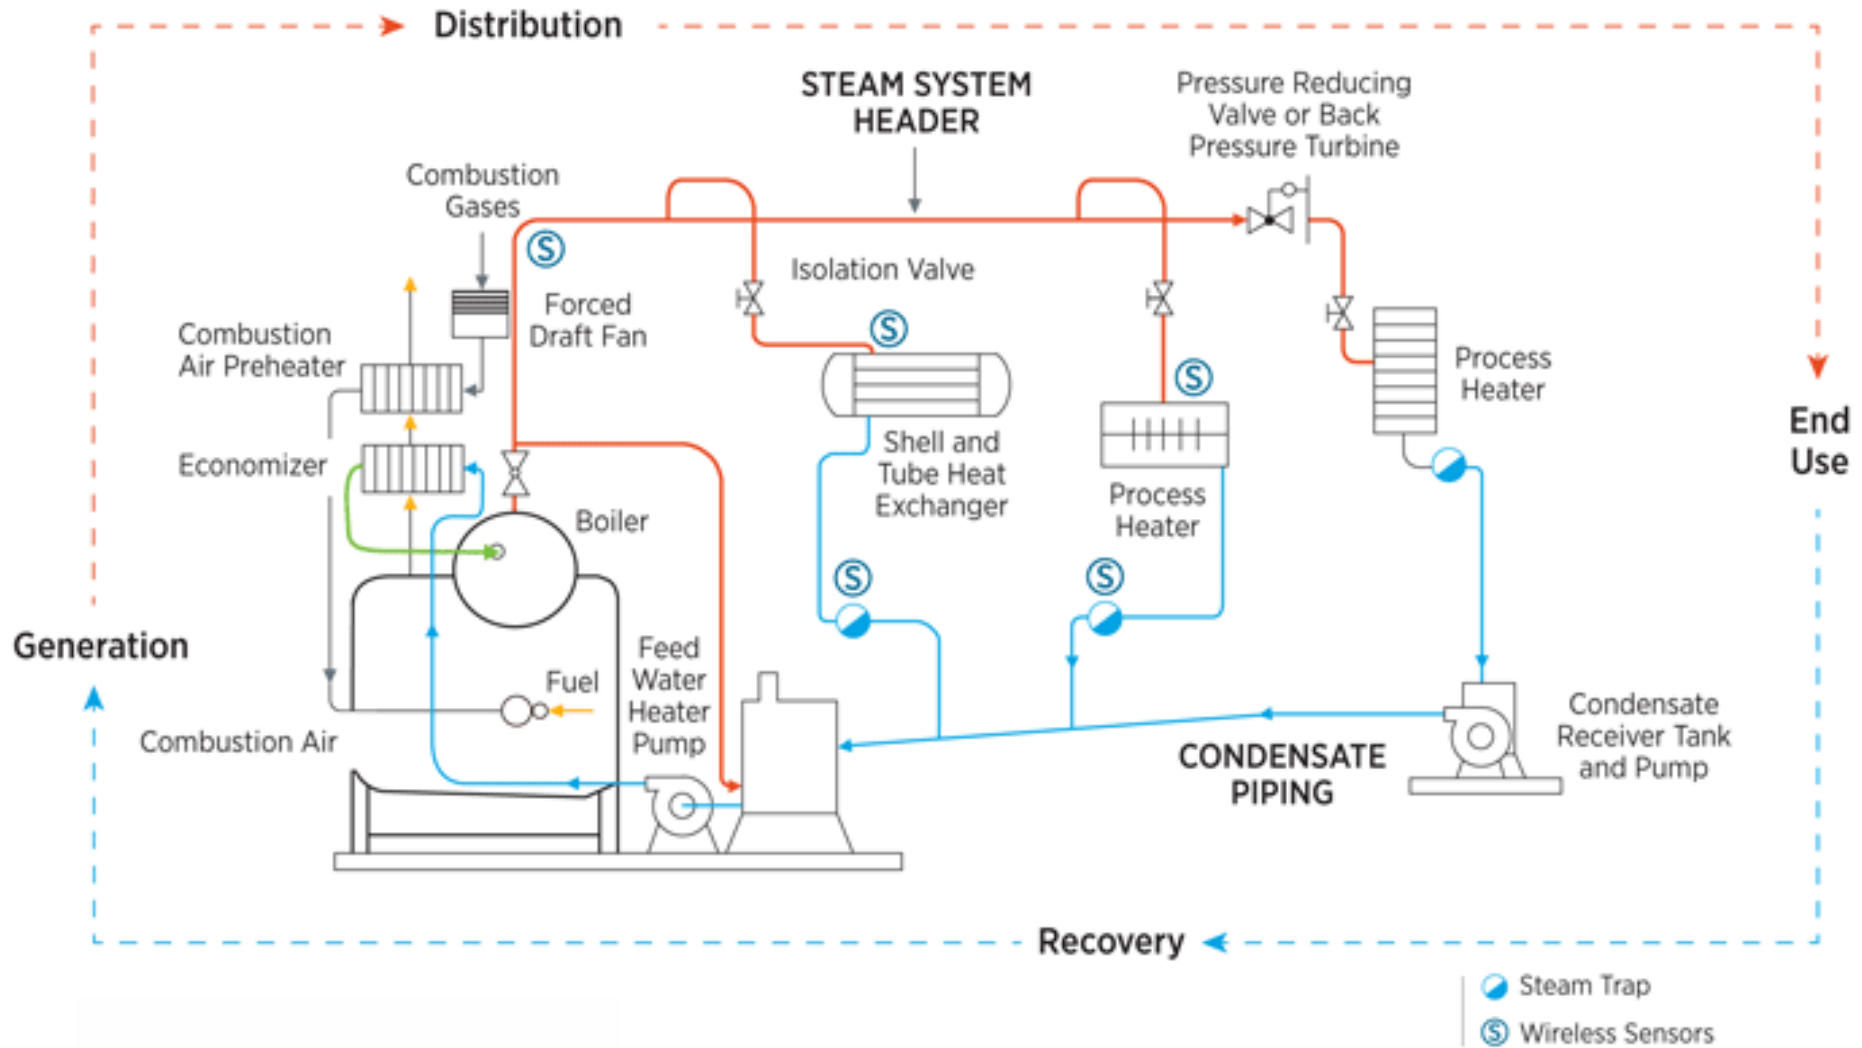 Distribution
STEAM SYSTEM
HEADER
Pressure Reducing
Valve or Back
Pressure Turbine
Combustion
Gases
S
Isolation Valve
Forced
Draft Fan
S
Combustion
Air Preheater
S
Process
Heater
End
Use
Economizer
Shell and
Tube Heat
Exchanger
Process
Heater
Boiler
S
S
Generation
Feed
Water
Heater
Pump
Fuel
Combustion Air
Condensate
Receiver Tank
and Pump
CONDENSATE
PIPING
Recovery
Steam Trap
S Wireless Sensors